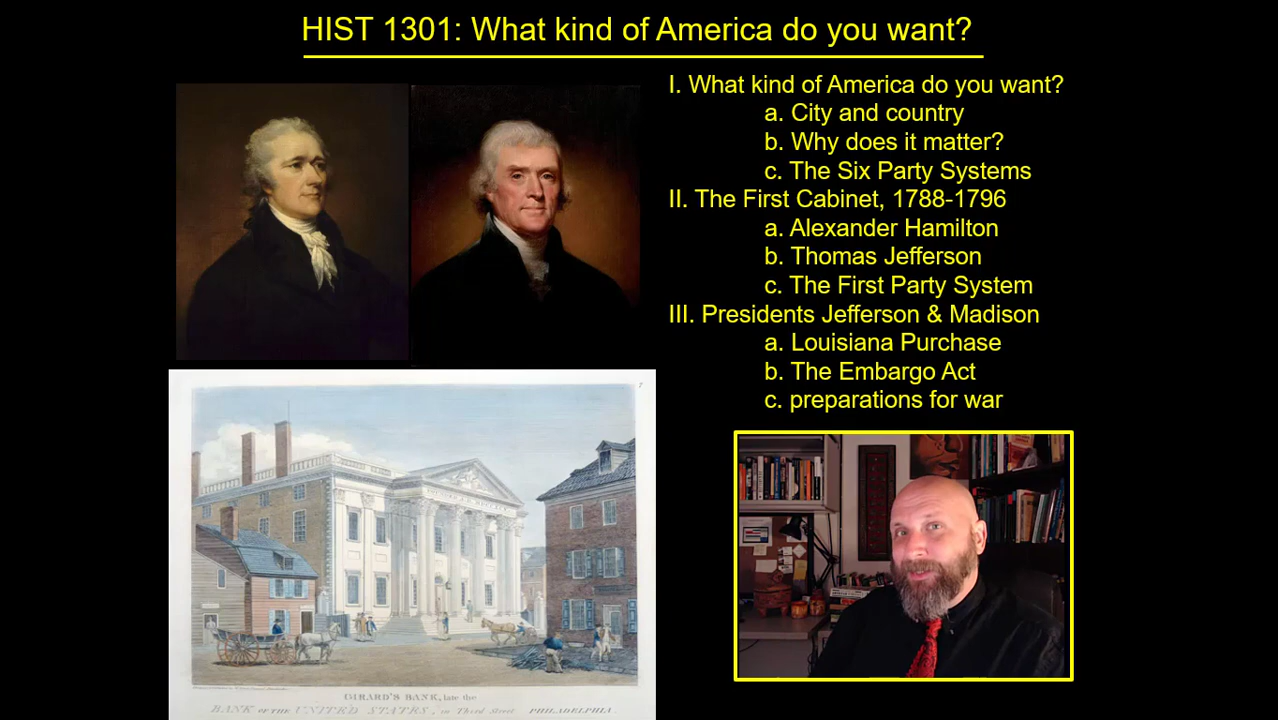 HIST 1301: What kind of America do you want?
I. What kind of America do you want?
a. City and country
b. Why does it matter?
c. The Six Party Systems
II. The First Cabinet, 1788-1796
a. Alexander Hamilton
b. Thomas Jefferson
c. The First Party System
III. Presidents Jefferson & Madison
a. Louisiana Purchase
b. The Embargo Act
c. preparations for war
GIRARD'S BANK, late the
BANK OF THE UNITED STATES, in Third Street PHILADELPHIA.